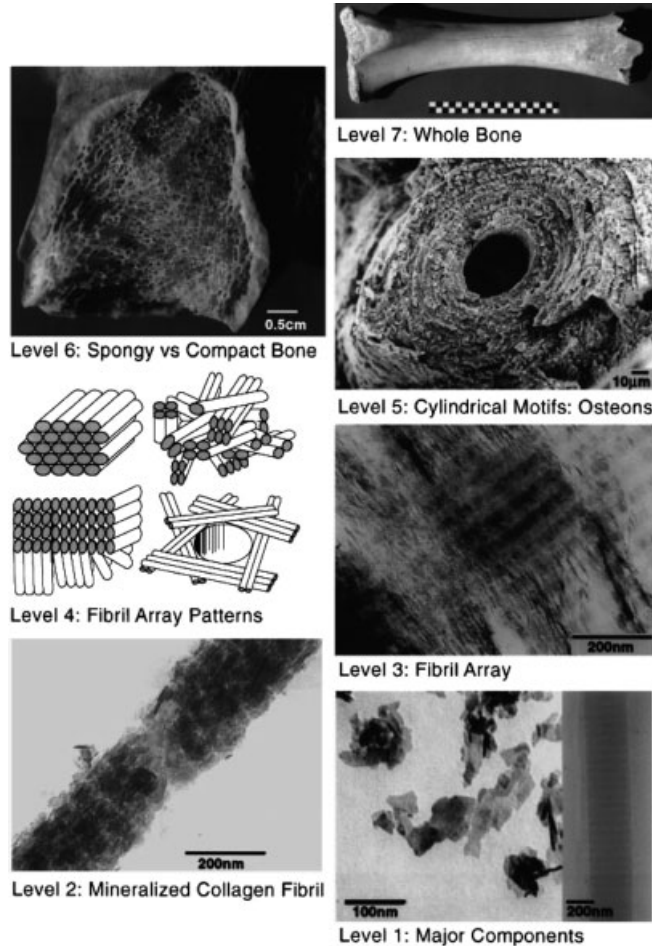 Level 7: Whole Bone
0.5cm
Level 6: Spongy vs Compact Bone
10µm
Level 5: Cylindrical Motifs: Osteons
Level 4: Fibril Array Patterns
200nm
Level 3: Fibril Array
200nm
Level 2: Mineralized Collagen Fibril
100nm
200nm
Level 1: Major Components